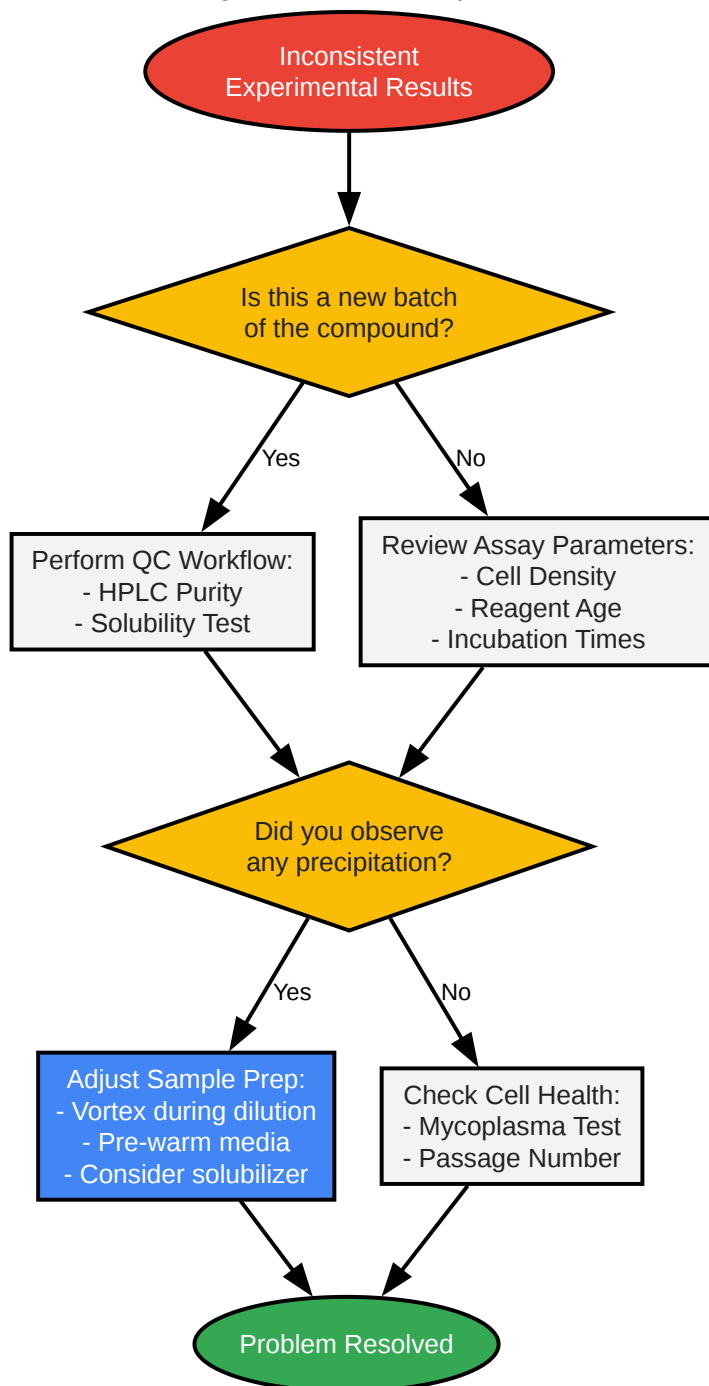 Inconsistent
Experimental Results
Is this a new batch
of the compound?
Yes
No
Perform QC Workflow:
- HPLC Purity
- Solubility Test
Review Assay Parameters:
- Cell Density
- Reagent Age
- Incubation Times
Did you observe
any precipitation?
Yes
No
Adjust Sample Prep:
- Vortex during dilution
- Pre-warm media
- Consider solubilizer
Check Cell Health:
- Mycoplasma Test
- Passage Number
Problem Resolved